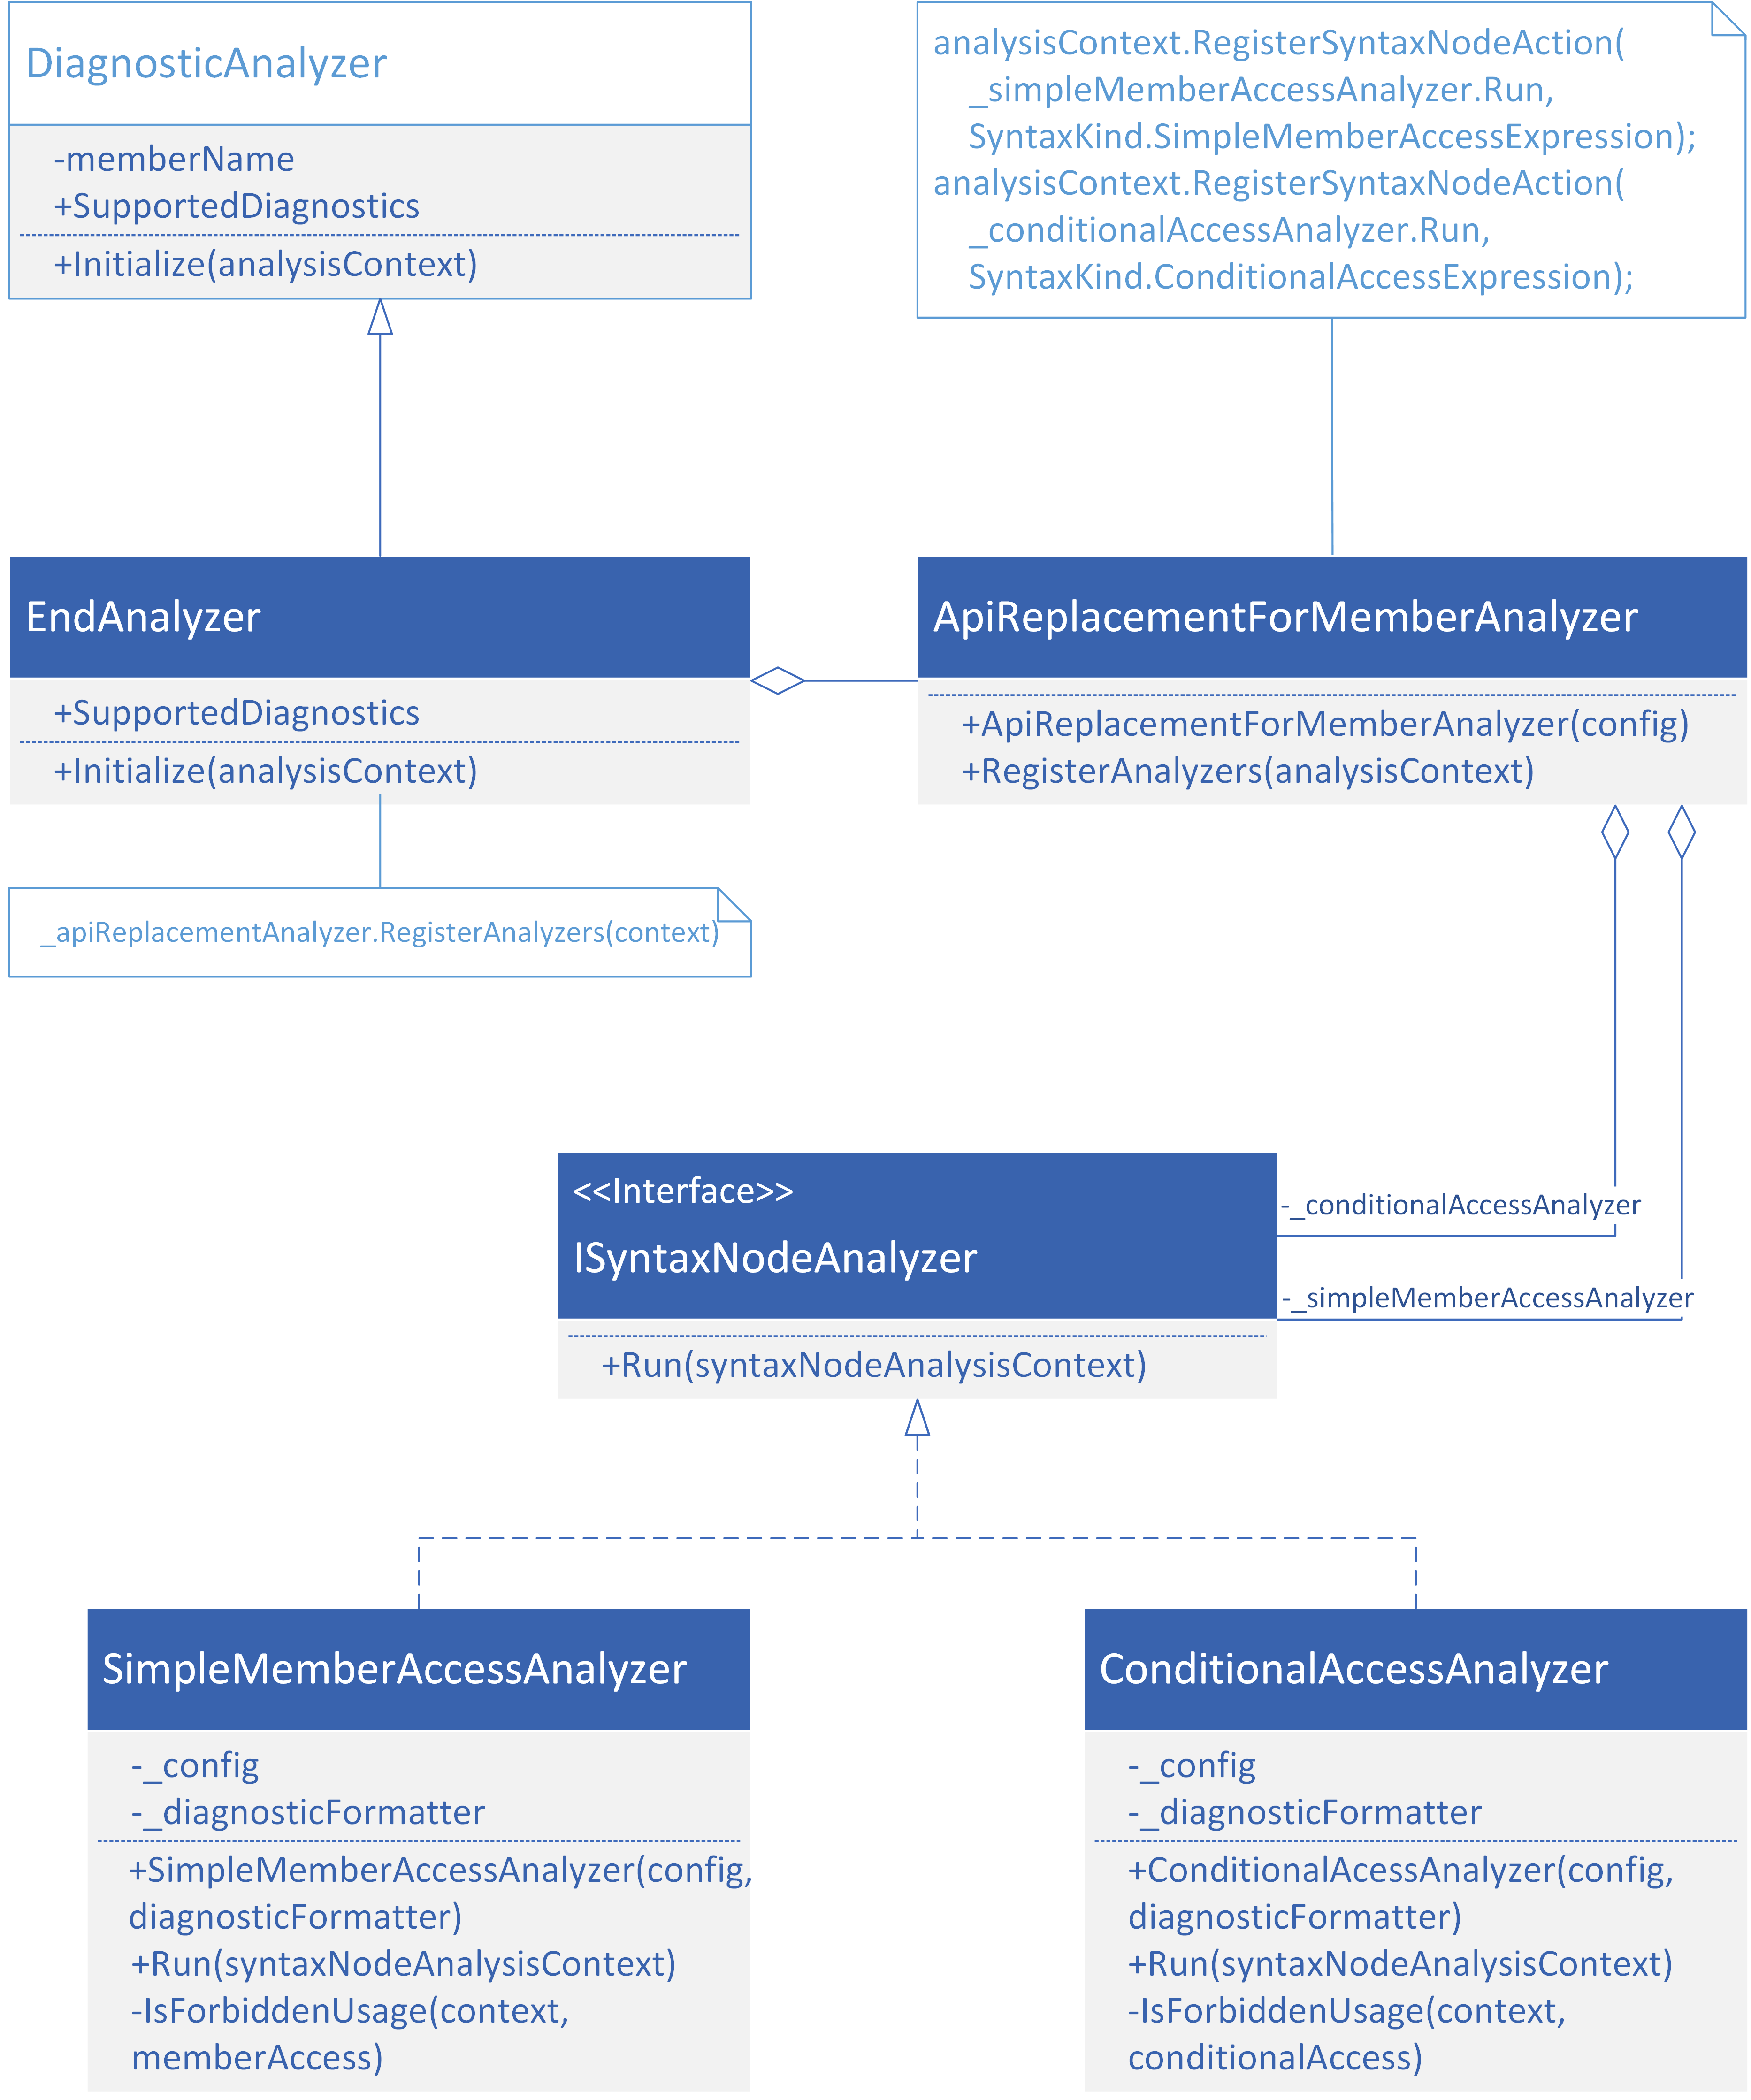 DiagnosticAnalyzer
-memberName
+SupportedDiagnostics
+Initialize(analysisContext)
analysisContext.RegisterSyntaxNodeAction(
_simpleMemberAccessAnalyzer.Run,
SyntaxKind.SimpleMemberAccessExpression);
analysisContext.RegisterSyntaxNodeAction(
_conditionalAccessAnalyzer.Run,
SyntaxKind.ConditionalAccessExpression);
EndAnalyzer
+SupportedDiagnostics
+Initialize(analysisContext)
ApiReplacementForMemberAnalyzer
+ApiReplacementForMemberAnalyzer(config)
+RegisterAnalyzers(analysisContext)
_apiReplacementAnalyzer.RegisterAnalyzers(context)
<<Interface>>
ISyntaxNodeAnalyzer
+Run(syntaxNodeAnalysisContext)
-_conditionalAccessAnalyzer
-_simpleMemberAccessAnalyzer
SimpleMemberAccessAnalyzer
-_config
-_diagnosticFormatter
+SimpleMemberAccessAnalyzer(config,
diagnosticFormatter)
+Run(syntaxNodeAnalysisContext)
-IsForbiddenUsage(context,
memberAccess)
ConditionalAccessAnalyzer
-_config
-_diagnosticFormatter
+ConditionalAcessAnalyzer(config,
diagnosticFormatter)
+Run(syntaxNodeAnalysisContext)
-IsForbiddenUsage(context,
conditionalAccess)